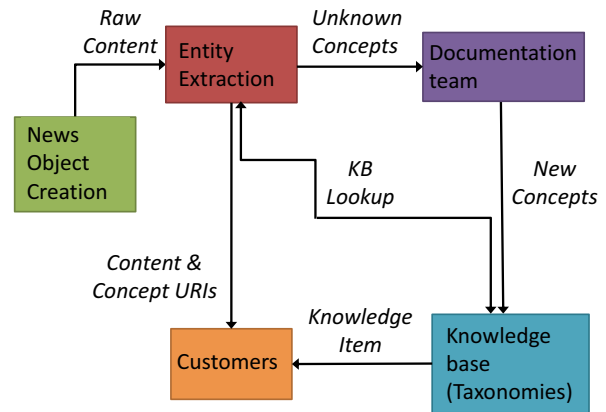 Raw
Content
Entity
Extraction
Unknown
Concepts
Documentation
team
News
Object
Creation
KB
Lookup
New
Concepts
Content &
Concept URIs
Customers
Knowledge
Item
Knowledge
base
(Taxonomies)